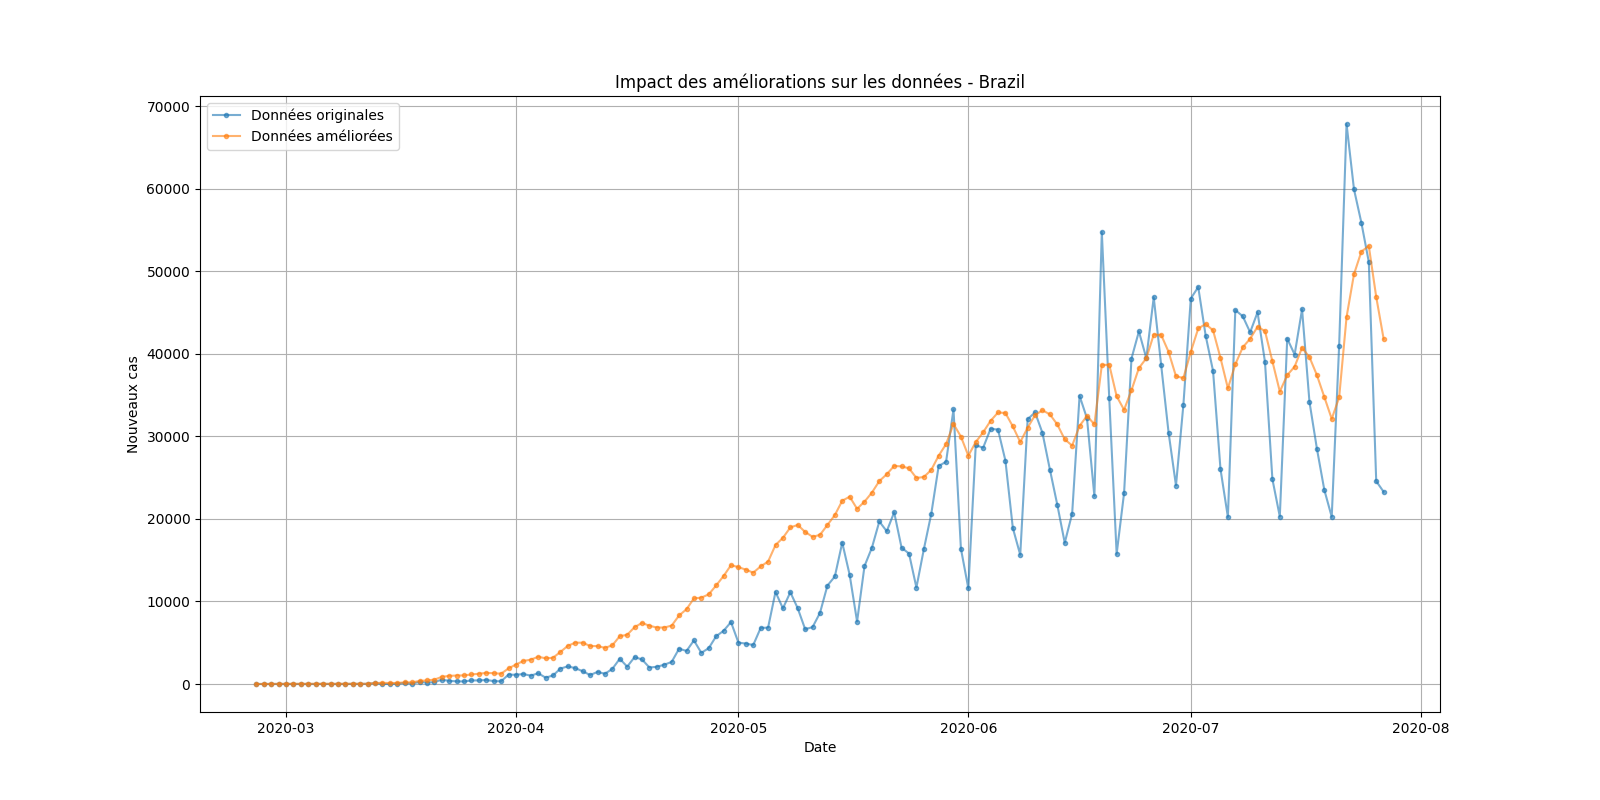 Impact des améliorations sur les données - Brazil
Données originales
Données améliorées
70000
60000
50000
40000
30000
20000
10000
0
Nouveaux cas
2020-03
2020-04
2020-05
2020-06
2020-07
2020-08
Date